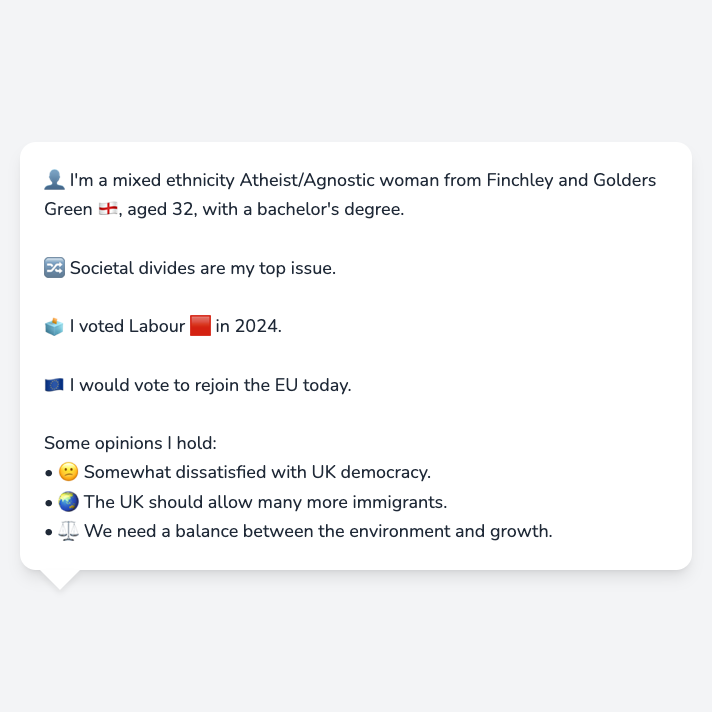 👤 I'm a mixed ethnicity Atheist/Agnostic woman from Finchley and Golders
Green 🏴󠁧󠁢󠁥󠁮󠁧󠁿, aged 32, with a bachelor's degree.
🔀 Societal divides are my top issue.
🗳️ I voted Labour 🟥 in 2024.
🇪🇺 I would vote to rejoin the EU today.
Some opinions I hold:
• 😕 Somewhat dissatisfied with UK democracy.
• 🌏 The UK should allow many more immigrants.
• ⚖️ We need a balance between the environment and growth.